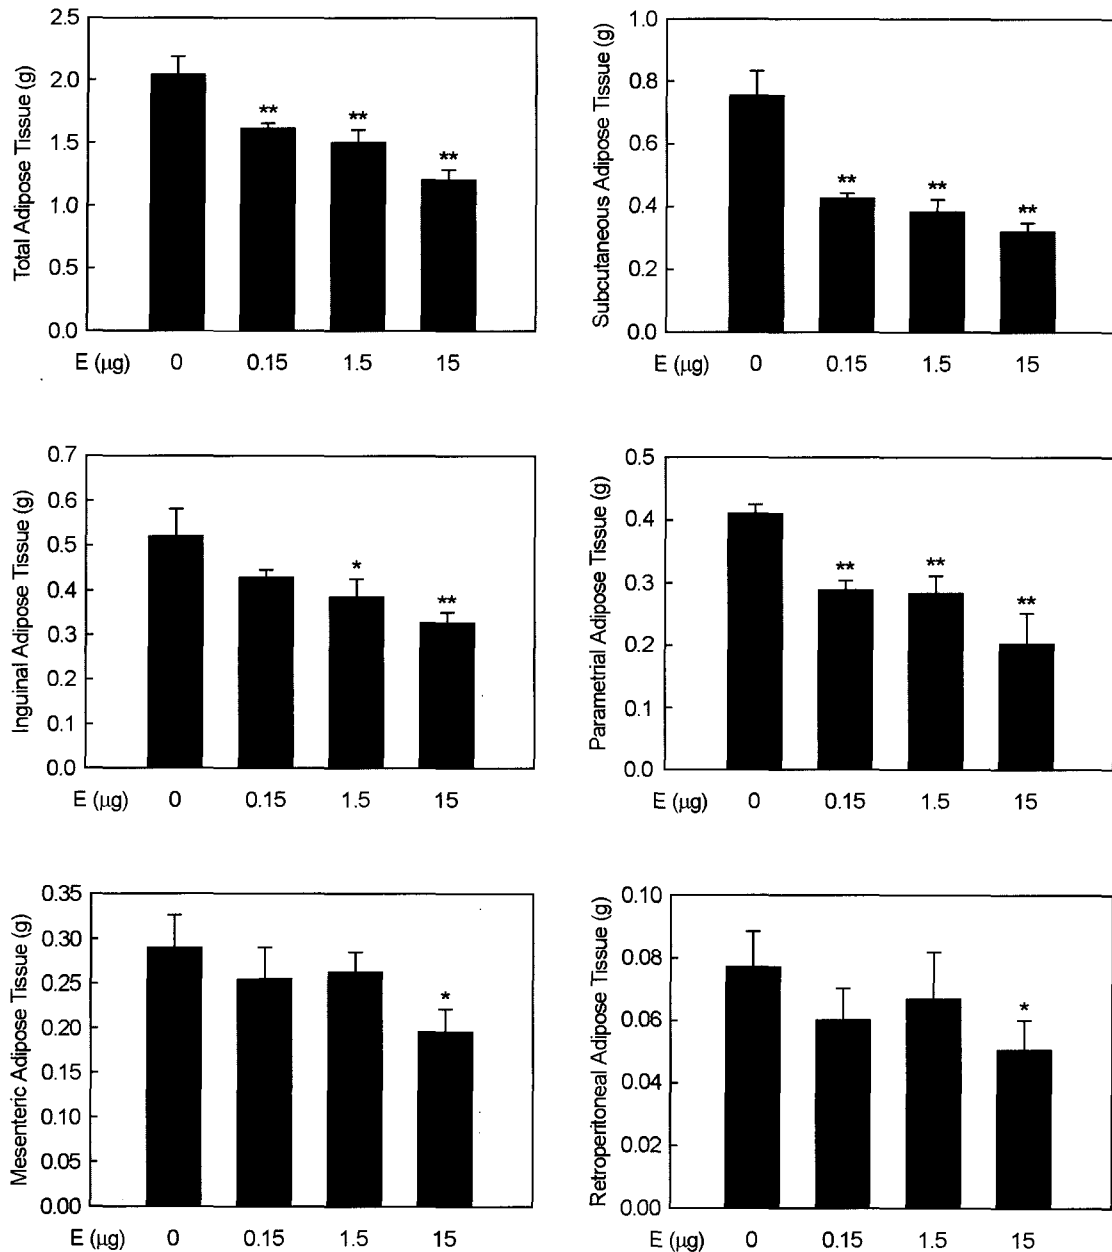 Total Adipose Tissue (g)
2.5
2.0
1.5
1.0
0.5
0.0
** ** **
E (μg) 0 0.15 1.5 15
Subcutaneous Adipose Tissue (g)
1.0
0.8
0.6
0.4
0.2
0.0
** ** **
E (μg) 0 0.15 1.5 15
Inguinal Adipose Tissue (g)
0.7
0.6
0.5
0.4
0.3
0.2
0.1
0.0
* **
E (μg) 0 0.15 1.5 15
Parametrial Adipose Tissue (g)
0.5
0.4
0.3
0.2
0.1
0.0
** ** **
E (μg) 0 0.15 1.5 15
Mesenteric Adipose Tissue (g)
0.35
0.30
0.25
0.20
0.15
0.10
0.05
0.00
*
E (μg) 0 0.15 1.5 15
Retroperitoneal Adipose Tissue (g)
0.10
0.08
0.06
0.04
0.02
0.00
*
E (μg) 0 0.15 1.5 15